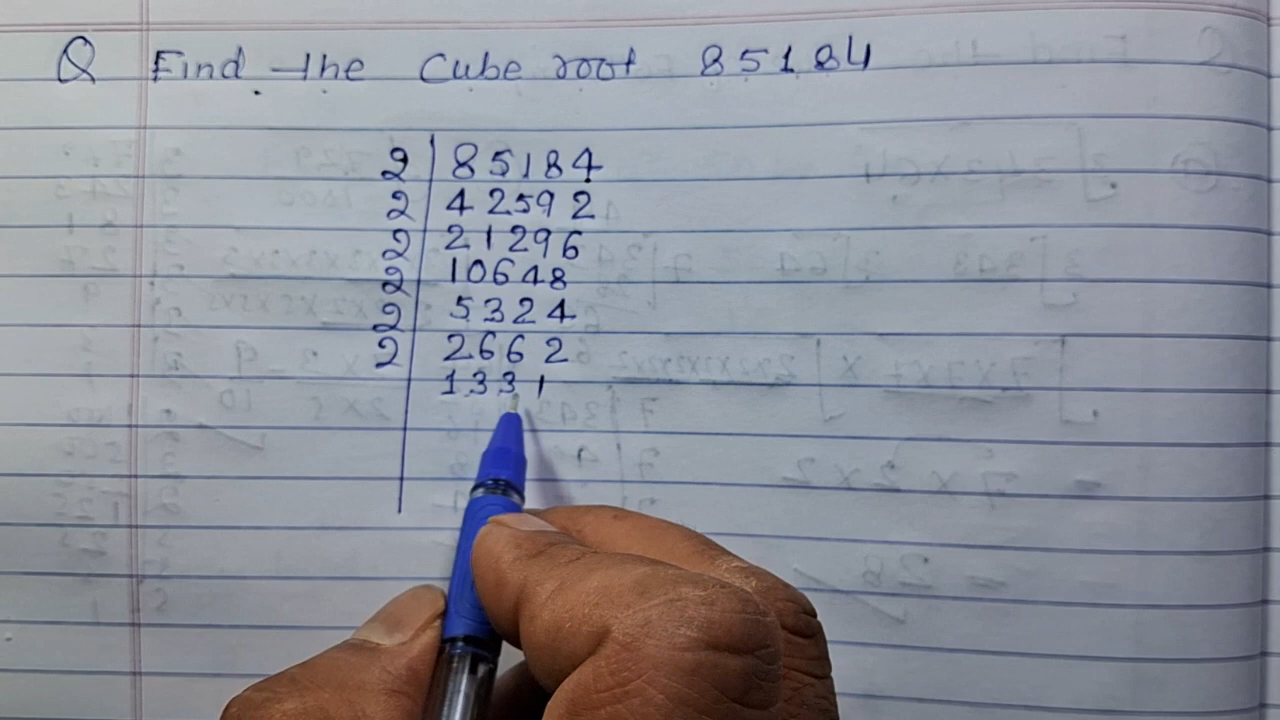 Q Find the Cube root 85184
2 | 85184
2 | 42592
2 | 21296
2 | 10648
2 | 5324
2 | 2662
1331